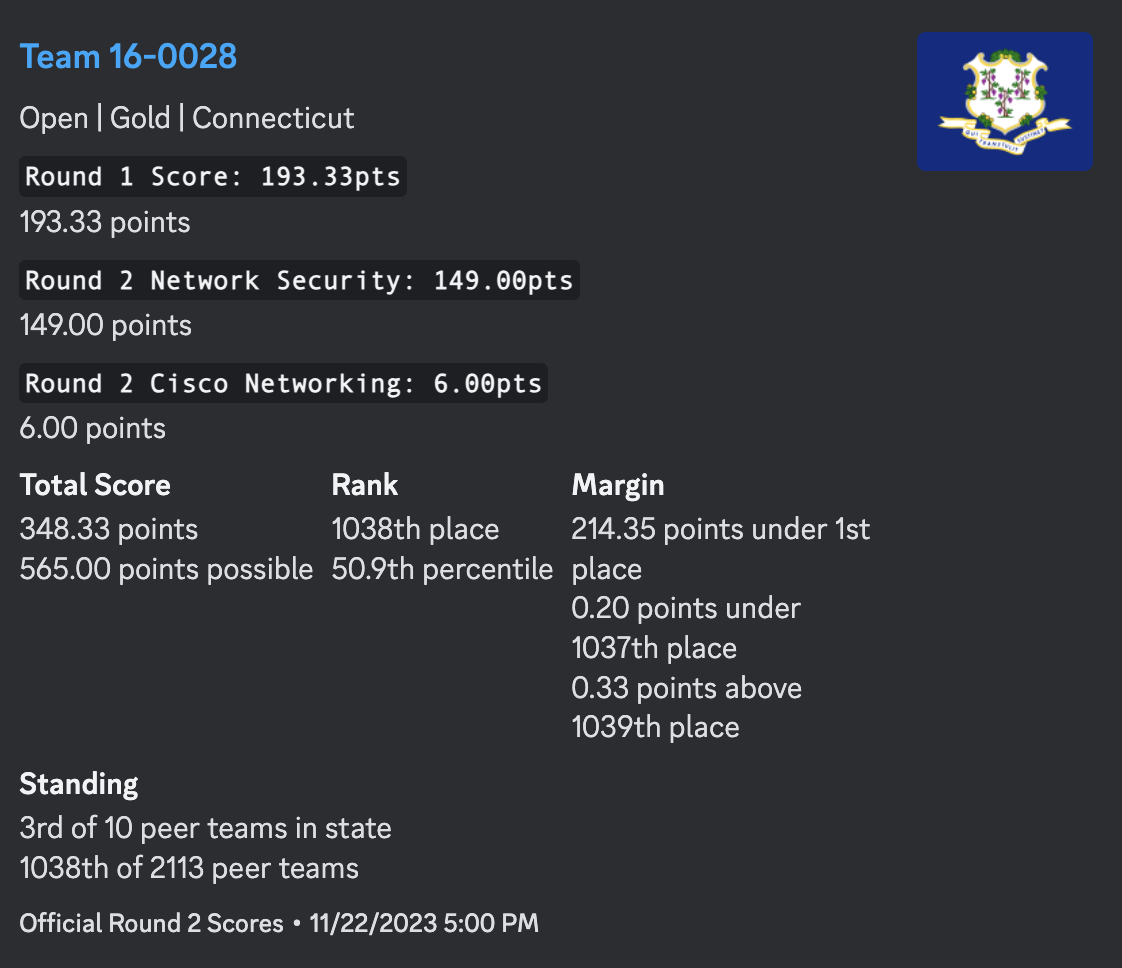 Team 16-0028
Open | Gold | Connecticut
Round 1 Score: 193.33pts
193.33 points
Round 2 Network Security: 149.00pts
149.00 points
Round 2 Cisco Networking: 6.00pts
6.00 points
Total Score
348.33 points
565.00 points possible
Rank
1038th place
50.9th percentile
Margin
214.35 points under 1st
place
0.20 points under
1037th place
0.33 points above
1039th place
Standing
3rd of 10 peer teams in state
1038th of 2113 peer teams
Official Round 2 Scores • 11/22/2023 5:00 PM
QUI TRANSTULIT SUSTINET